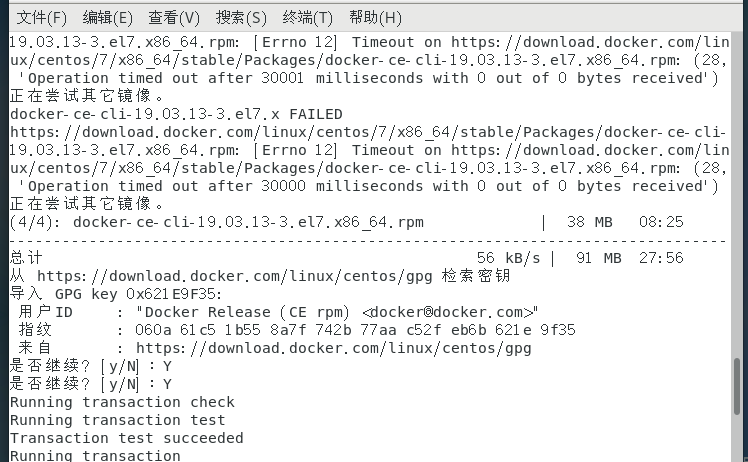 文件(F) 编辑(E) 查看(V) 搜索(S) 终端(T) 帮助(H)
19.03.13-3.el7.x86_64.rpm: [Errno 12] Timeout on https://download.docker.com/lin
ux/centos/7/x86_64/stable/Packages/docker-ce-cli-19.03.13-3.el7.x86_64.rpm: (28,
 'Operation timed out after 30001 milliseconds with 0 out of 0 bytes received')
正在尝试其它镜像。
docker-ce-cli-19.03.13-3.el7.x FAILED
https://download.docker.com/linux/centos/7/x86_64/stable/Packages/docker-ce-cli-
19.03.13-3.el7.x86_64.rpm: [Errno 12] Timeout on https://download.docker.com/lin
ux/centos/7/x86_64/stable/Packages/docker-ce-cli-19.03.13-3.el7.x86_64.rpm: (28,
 'Operation timed out after 30000 milliseconds with 0 out of 0 bytes received')
正在尝试其它镜像。
(4/4): docker-ce-cli-19.03.13-3.el7.x86_64.rpm | 38 MB 08:25
--------------------------------------------------------------------------------
总计 56 kB/s | 91 MB 27:56
从 https://download.docker.com/linux/centos/gpg 检索密钥
导入 GPG key 0x621E9F35:
 用户ID : "Docker Release (CE rpm) <docker@docker.com>"
 指纹 : 060a 61c5 1b55 8a7f 742b 77aa c52f eb6b 621e 9f35
 来自 : https://download.docker.com/linux/centos/gpg
是否继续？[y/N]：Y
是否继续？[y/N]：Y
Running transaction check
Running transaction test
Transaction test succeeded
Running transaction